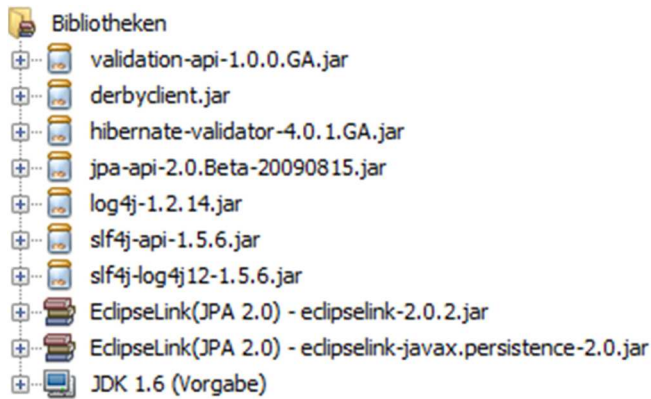 Bibliotheken
validation-api-1.0.0.GA.jar
derbyclient.jar
hibernate-validator-4.0.1.GA.jar
jpa-api-2.0.Beta-20090815.jar
log4j-1.2.14.jar
slf4j-api-1.5.6.jar
slf4j-log4j12-1.5.6.jar
EclipseLink(JPA 2.0) - eclipselink-2.0.2.jar
EclipseLink(JPA 2.0) - eclipselink-javax.persistence-2.0.jar
JDK 1.6 (Vorgabe)